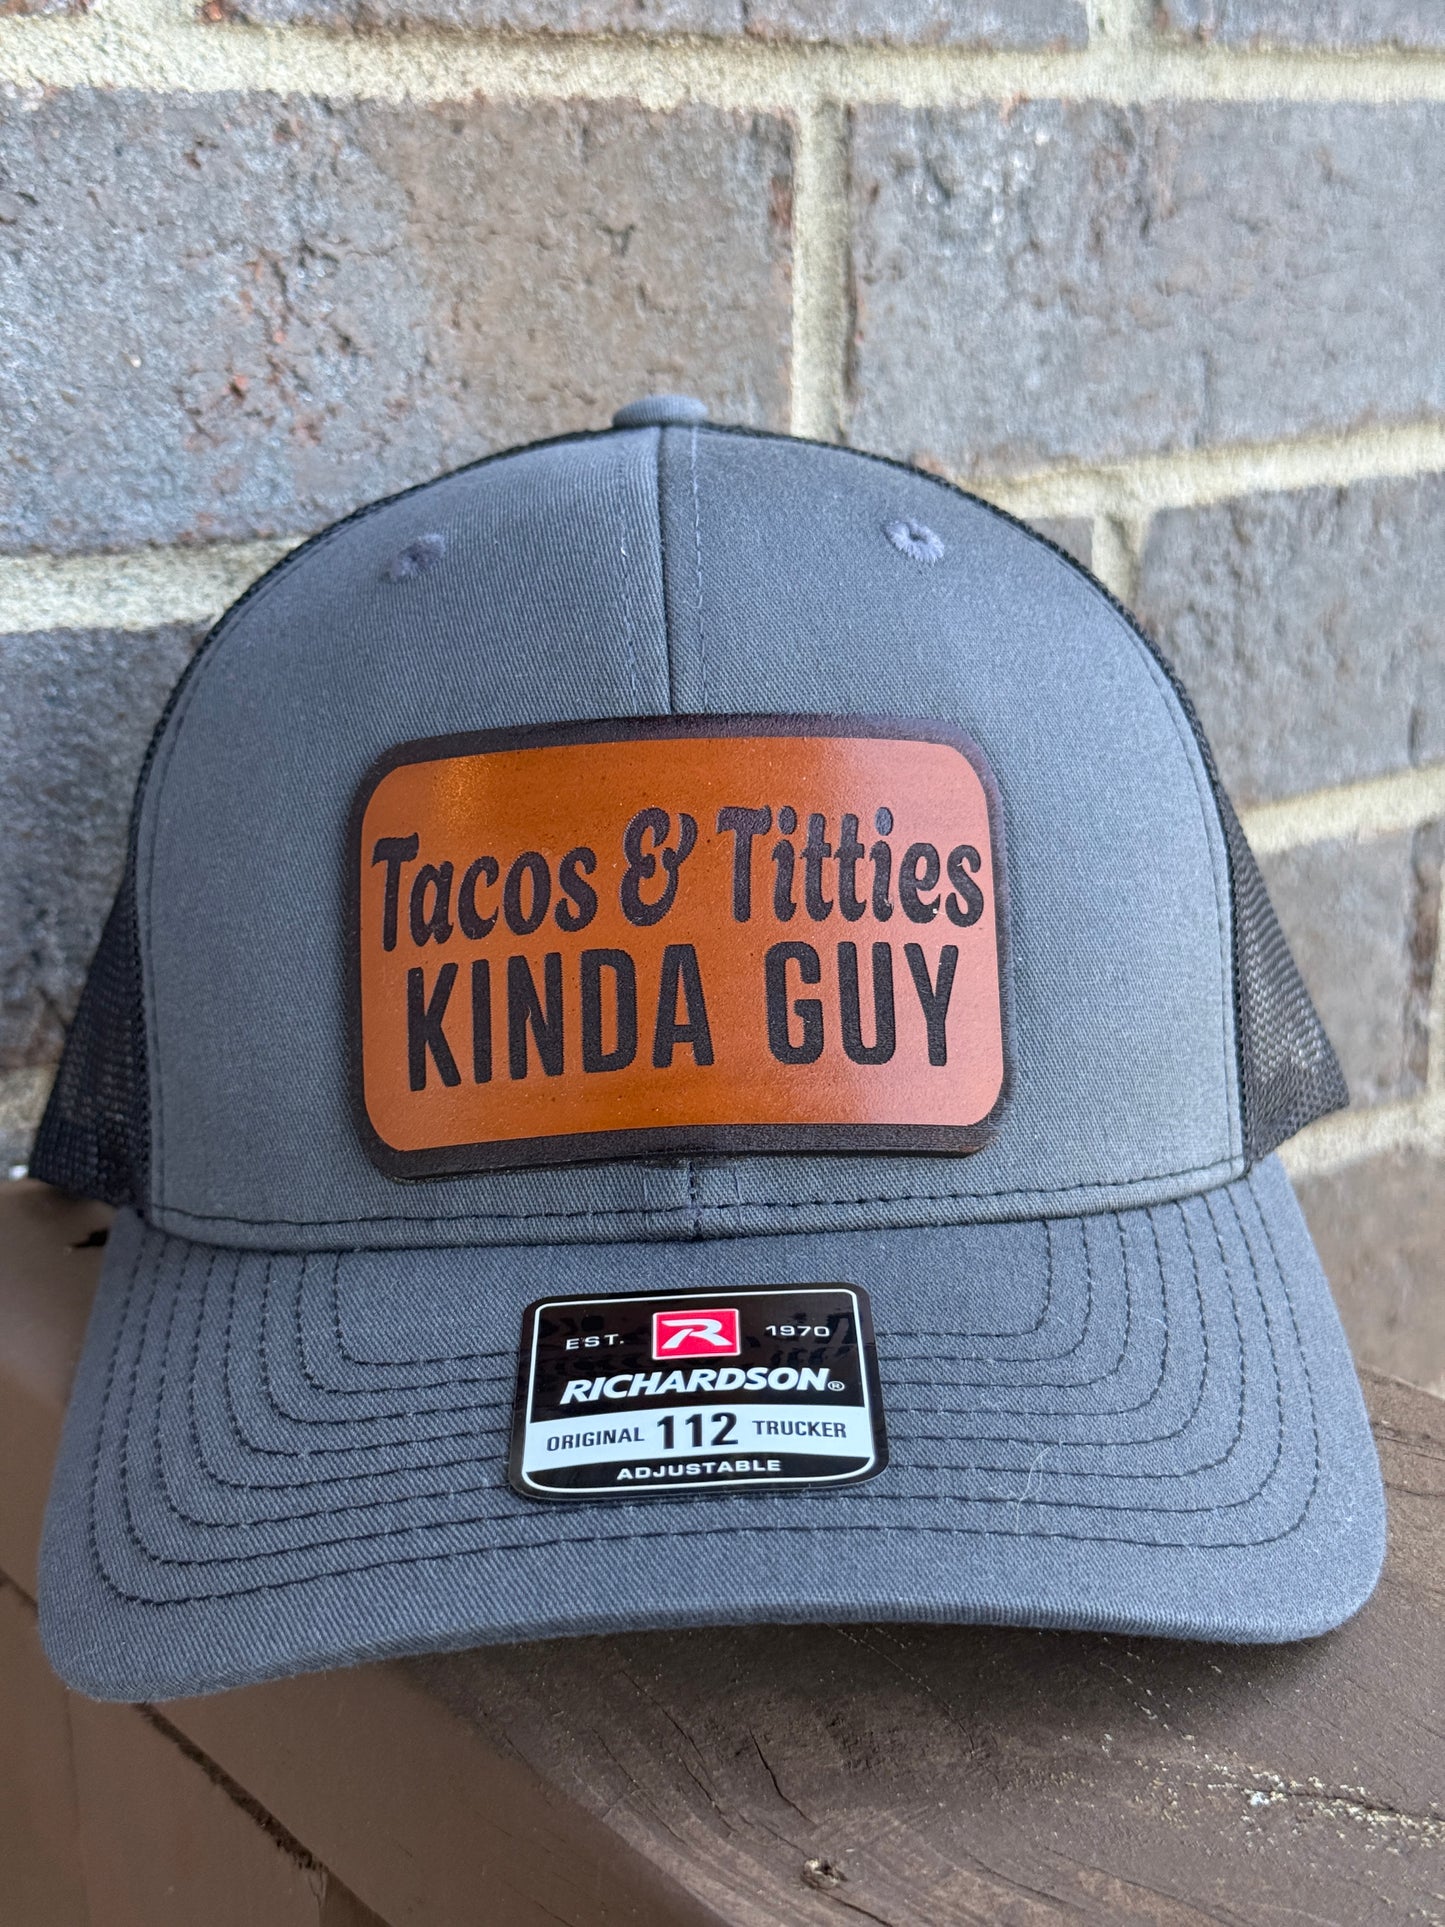 Tacos & Titties
KINDA GUY
EST. R 1970
RICHARDSON®
ORIGINAL 112 TRUCKER
ADJUSTABLE